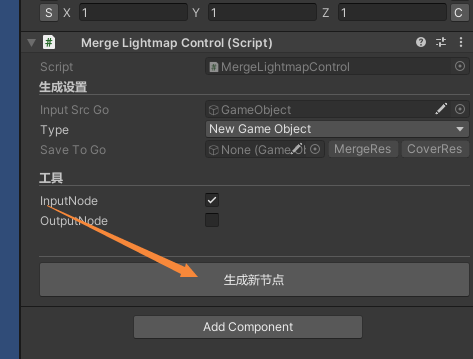 S X 1 Y 1 Z 1 C
# Merge Lightmap Control (Script)
Script # MergeLightmapControl
生成设置
Input Src Go GameObject
Type New Game Object
Save To Go None (Game MergeRes CoverRes
工具
InputNode
OutputNode
生成新节点
Add Component